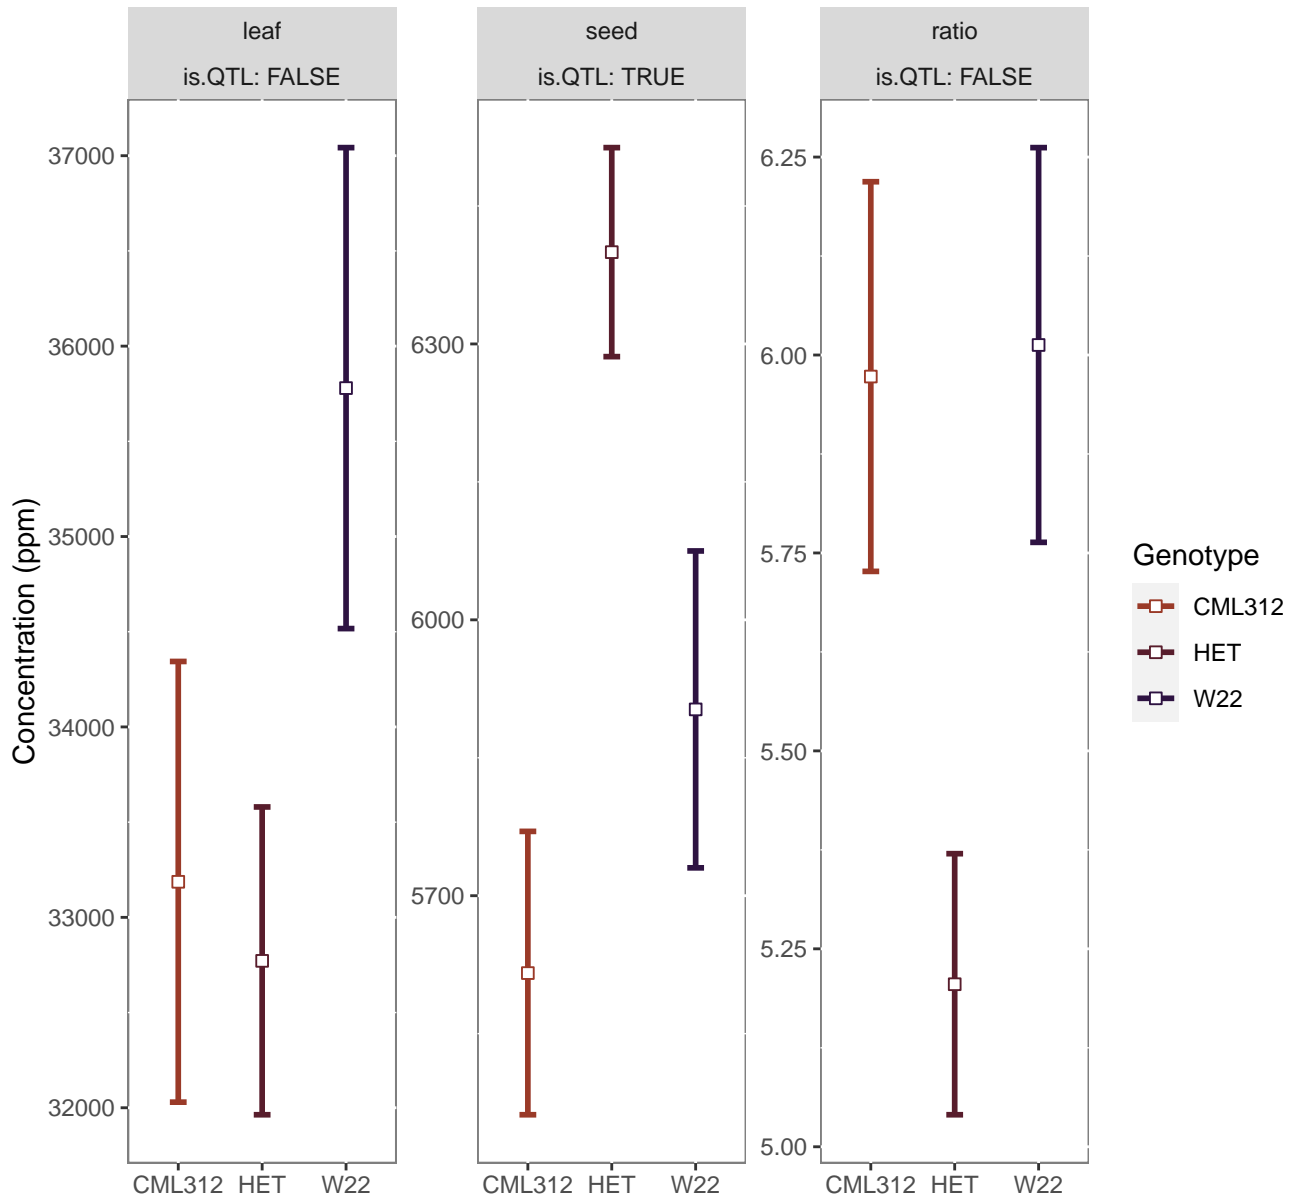 leaf
is.QTL: FALSE
seed
is.QTL: TRUE
ratio
is.QTL: FALSE
Concentration (ppm)
37000
36000
35000
34000
33000
32000
CML312 HET W22
6300
6000
5700
CML312 HET W22
6.25
6.00
5.75
5.50
5.25
5.00
CML312 HET W22
Genotype
CML312
HET
W22